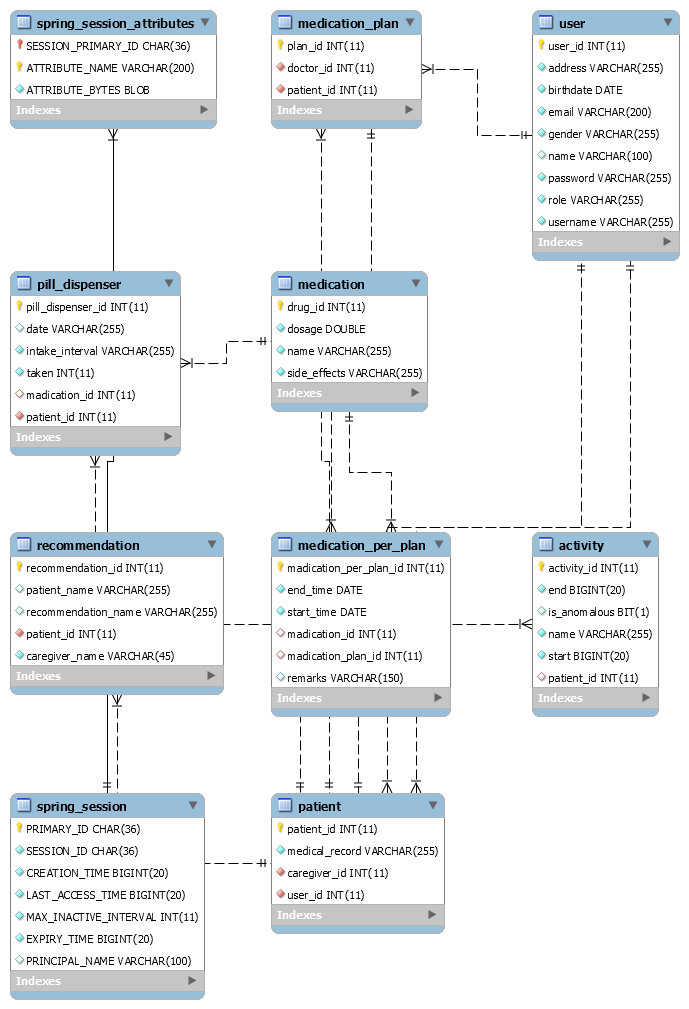 spring_session_attributes
SESSION_PRIMARY_ID CHAR(36)
ATTRIBUTE_NAME VARCHAR(200)
ATTRIBUTE_BYTES BLOB
Indexes
medication_plan
plan_id INT(11)
doctor_id INT(11)
patient_id INT(11)
Indexes
user
user_id INT(11)
address VARCHAR(255)
birthdate DATE
email VARCHAR(200)
gender VARCHAR(255)
name VARCHAR(100)
password VARCHAR(255)
role VARCHAR(255)
username VARCHAR(255)
Indexes
pill_dispenser
pill_dispenser_id INT(11)
date VARCHAR(255)
intake_interval VARCHAR(255)
taken INT(11)
madication_id INT(11)
patient_id INT(11)
Indexes
medication
drug_id INT(11)
dosage DOUBLE
name VARCHAR(255)
side_effects VARCHAR(255)
Indexes
recommendation
recommendation_id INT(11)
patient_name VARCHAR(255)
recommendation_name VARCHAR(255)
patient_id INT(11)
caregiver_name VARCHAR(45)
Indexes
medication_per_plan
madication_per_plan_id INT(11)
end_time DATE
start_time DATE
madication_id INT(11)
madication_plan_id INT(11)
remarks VARCHAR(150)
Indexes
activity
activity_id INT(11)
end BIGINT(20)
is_anomalous BIT(1)
name VARCHAR(255)
start BIGINT(20)
patient_id INT(11)
Indexes
spring_session
PRIMARY_ID CHAR(36)
SESSION_ID CHAR(36)
CREATION_TIME BIGINT(20)
LAST_ACCESS_TIME BIGINT(20)
MAX_INACTIVE_INTERVAL INT(11)
EXPIRY_TIME BIGINT(20)
PRINCIPAL_NAME VARCHAR(100)
Indexes
patient
patient_id INT(11)
medical_record VARCHAR(255)
caregiver_id INT(11)
user_id INT(11)
Indexes